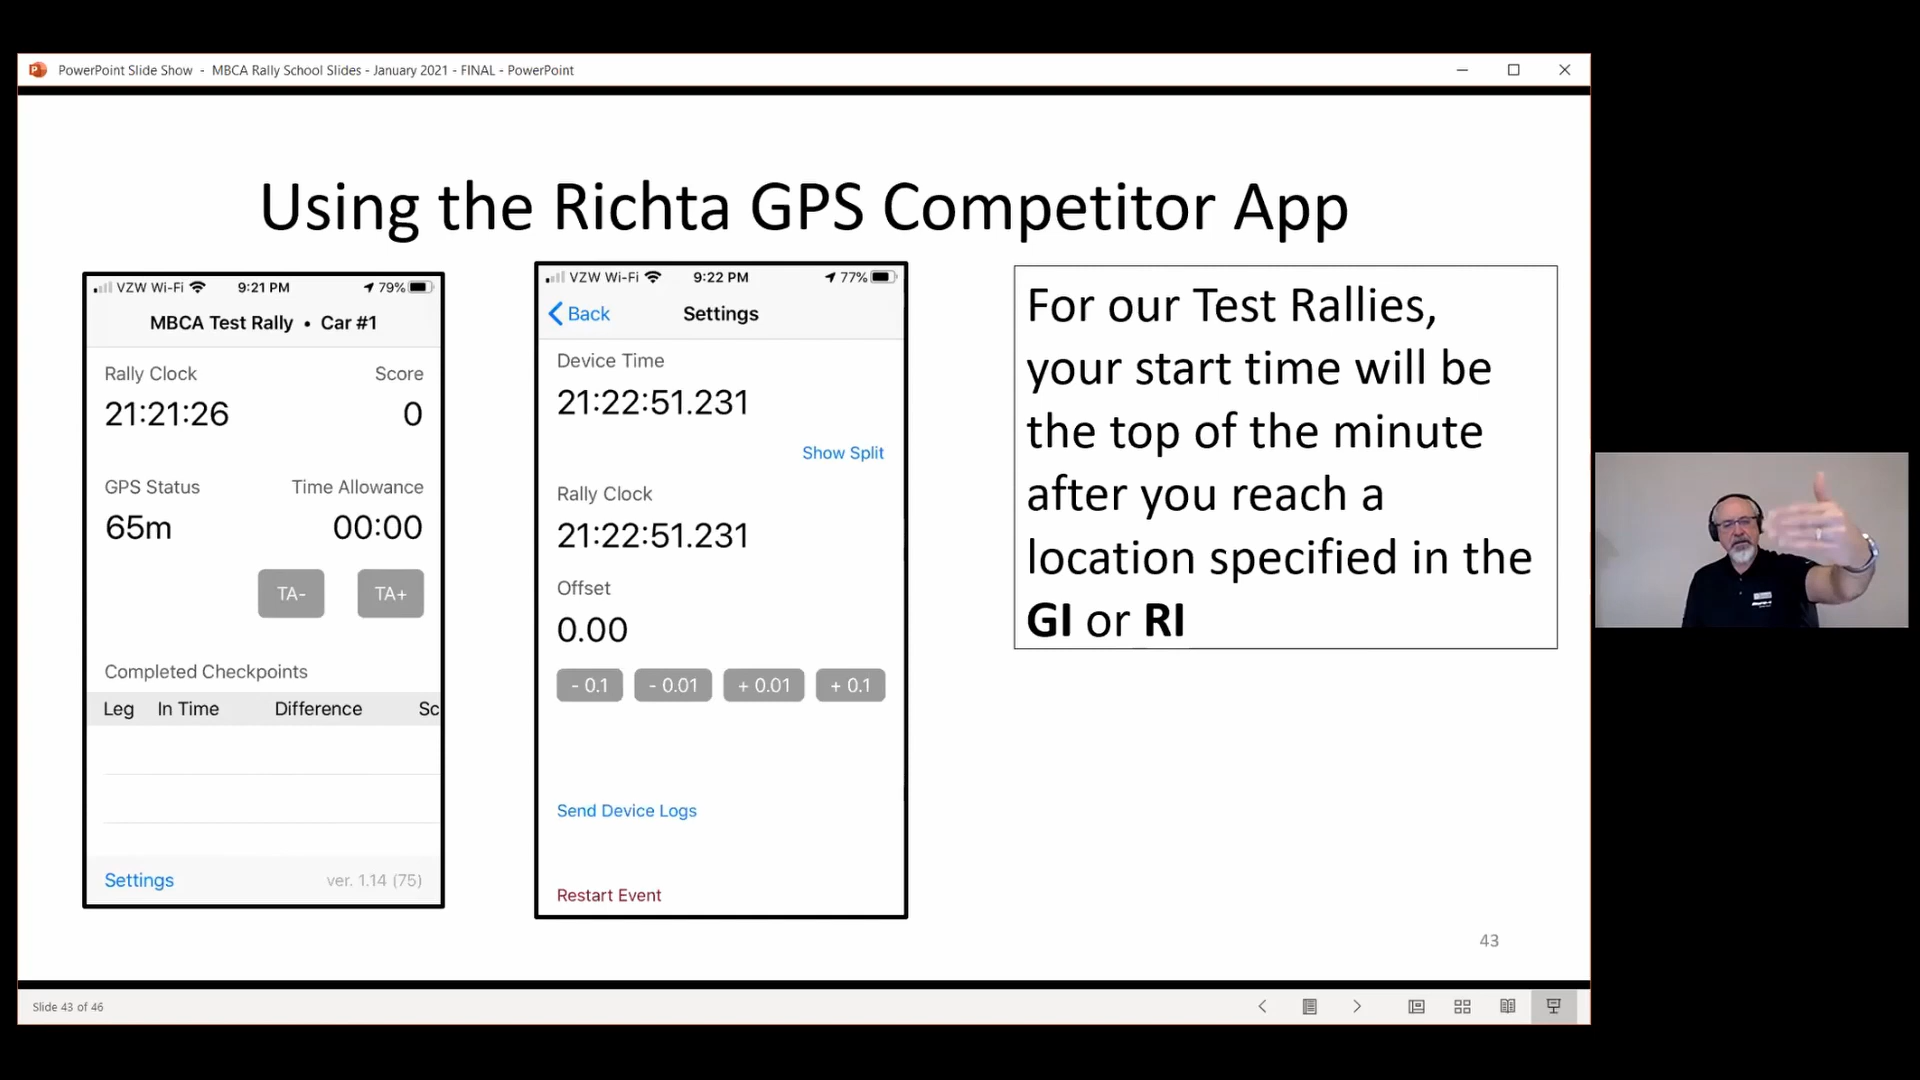 PowerPoint Slide Show - MBCA Rally School Slides - January 2021 - FINAL - PowerPoint
Using the Richta GPS Competitor App
VZW Wi-Fi 9:21 PM 79%
MBCA Test Rally • Car #1
Rally Clock Score
21:21:26 0
GPS Status Time Allowance
65m 00:00
TA- TA+
Completed Checkpoints
Leg In Time Difference Sc
Settings ver. 1.14 (75)
VZW Wi-Fi 9:22 PM 77%
Back Settings
Device Time
21:22:51.231
Show Split
Rally Clock
21:22:51.231
Offset
0.00
- 0.1 - 0.01 + 0.01 + 0.1
Send Device Logs
Restart Event
For our Test Rallies,
your start time will be
the top of the minute
after you reach a
location specified in the
GI or RI
43
Slide 43 of 46